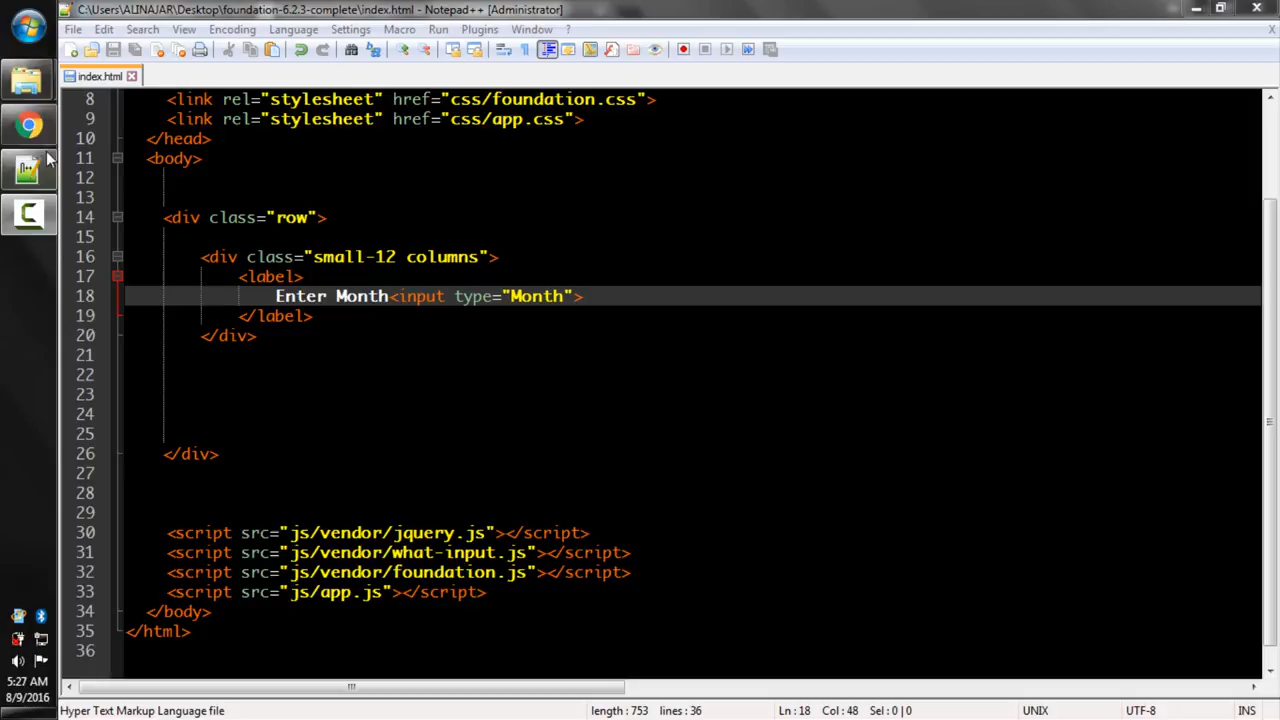 C:\Users\ALINAJAR\Desktop\foundation-6.2.3-complete\index.html - Notepad++ [Administrator]
File Edit Search View Encoding Language Settings Macro Run Plugins Window ? X
index.html
8 <link rel="stylesheet" href="css/foundation.css">
9 <link rel="stylesheet" href="css/app.css">
10 </head>
11 <body>
12
13
14 <div class="row">
15
16 <div class="small-12 columns">
17 <label>
18 Enter Month<input type="Month">
19 </label>
20 </div>
21
22
23
24
25
26 </div>
27
28
29
30 <script src="js/vendor/jquery.js"></script>
31 <script src="js/vendor/what-input.js"></script>
32 <script src="js/vendor/foundation.js"></script>
33 <script src="js/app.js"></script>
34 </body>
35 </html>
36
5:27 AM
8/9/2016
Hyper Text Markup Language file length : 753 lines : 36 Ln : 18 Col : 48 Sel : 0 | 0 UNIX UTF-8 INS